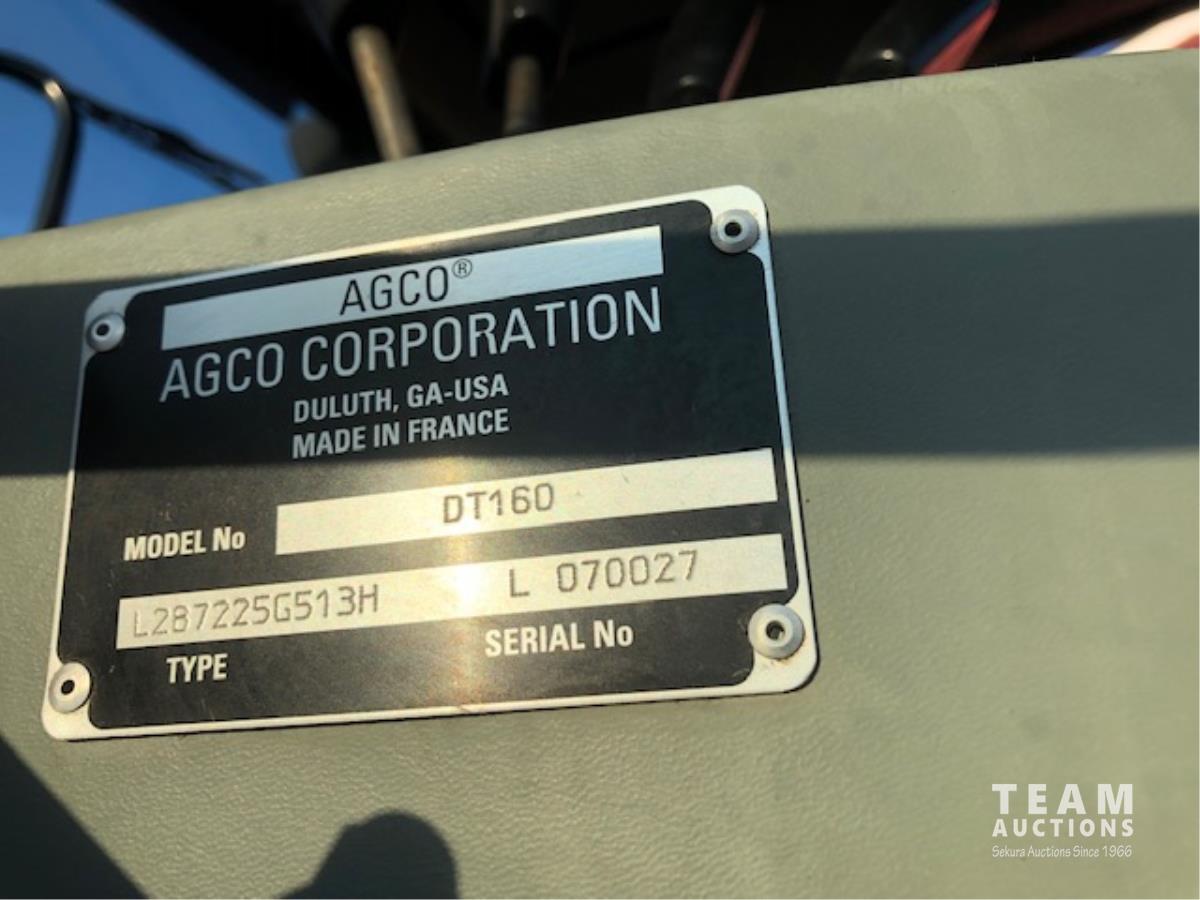 AGCO®
AGCO CORPORATION
DULUTH, GA-USA
MADE IN FRANCE
MODEL No DT160
L287225G513H L 070027
TYPE SERIAL No
TEAM
AUCTIONS
Sekura Auctions Since 1966